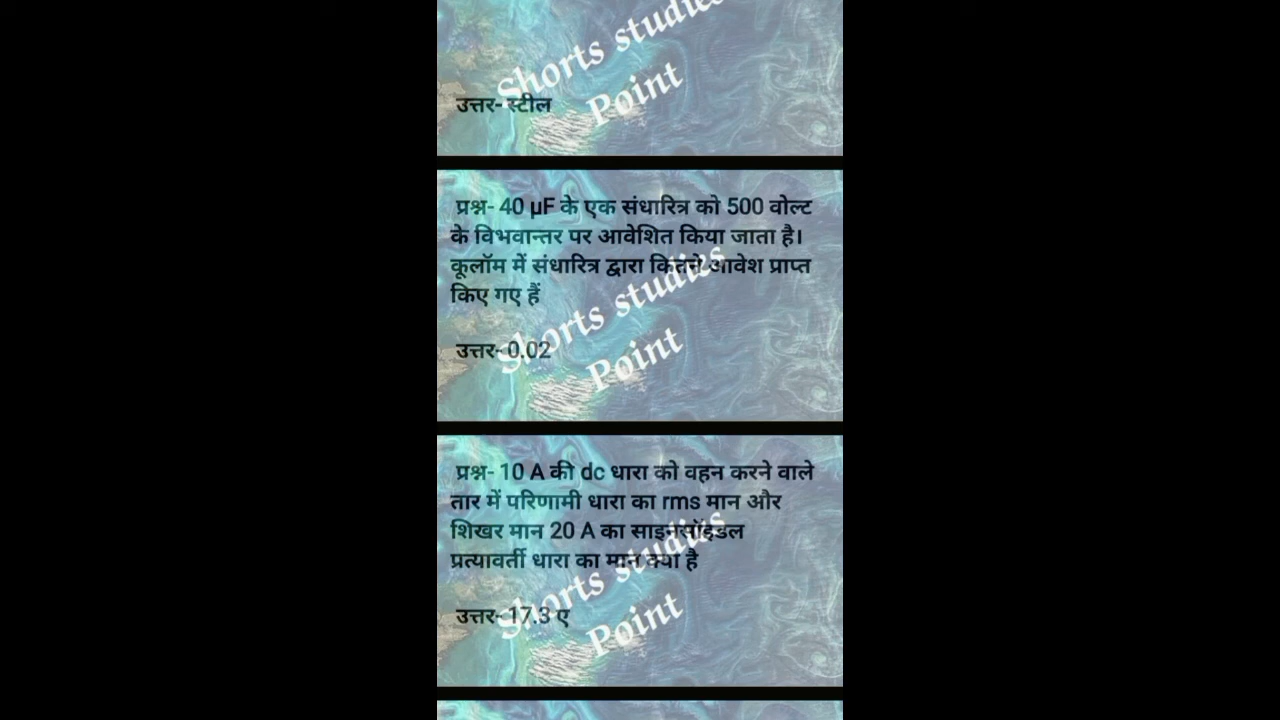 Shorts studies
Point
उत्तर- स्टील
प्रश्न- 40 µF के एक संधारित्र को 500 वोल्ट
के विभवान्तर पर आवेशित किया जाता है।
कूलॉम में संधारित्र द्वारा कितने आवेश प्राप्त
किए गए हैं
Shorts studies
Point
उत्तर- 0.02
प्रश्न- 10 A की dc धारा को वहन करने वाले
तार में परिणामी धारा का rms मान और
शिखर मान 20 A का साइनसॉइडल
प्रत्यावर्ती धारा का मान क्या है
Shorts studies
Point
उत्तर- 17.3 ए